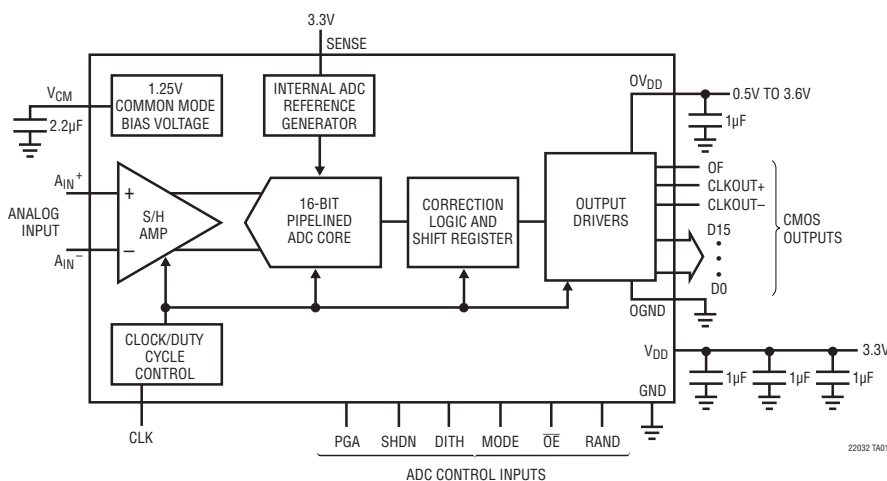 3.3V
SENSE
VCM
2.2µF
1.25V
COMMON MODE
BIAS VOLTAGE
INTERNAL ADC
REFERENCE
GENERATOR
OVDD
0.5V TO 3.6V
1µF
AIN+
ANALOG
INPUT
AIN–
+
–
S/H
AMP
16-BIT
PIPELINED
ADC CORE
CORRECTION
LOGIC AND
SHIFT REGISTER
OUTPUT
DRIVERS
OF
CLKOUT+
CLKOUT–
D15
•
•
•
D0
CMOS
OUTPUTS
OGND
CLOCK/DUTY
CYCLE
CONTROL
VDD
3.3V
1µF
1µF
1µF
GND
CLK
PGA
SHDN
DITH
MODE
O̅E̅
RAND
ADC CONTROL INPUTS
22032 TA01